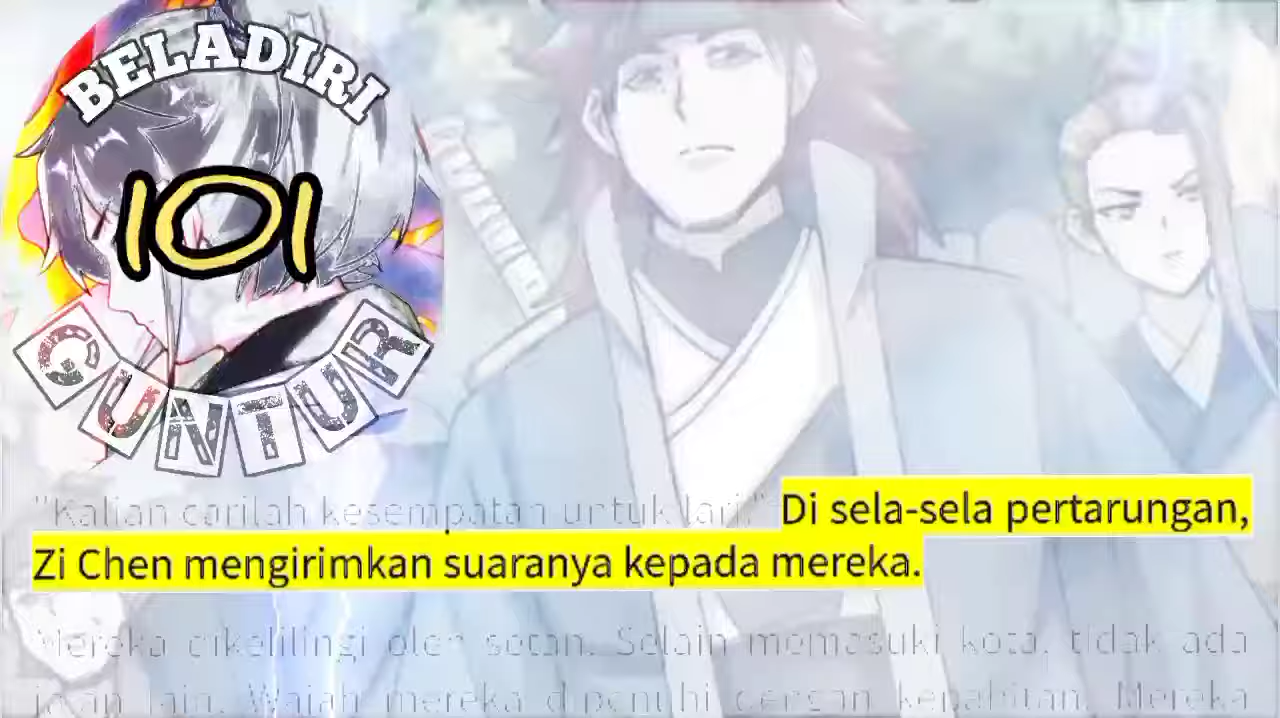 BELADIRI
101
GUNTUR
"Kalian carilah kesempatan untuk lari!" Di sela-sela pertarungan,
Zi Chen mengirimkan suaranya kepada mereka.
Mereka dikelilingi oleh setan. Selain memasuki kota, tidak ada
jalan lain. Wajah mereka dipenuhi dengan kepahitan. Mereka